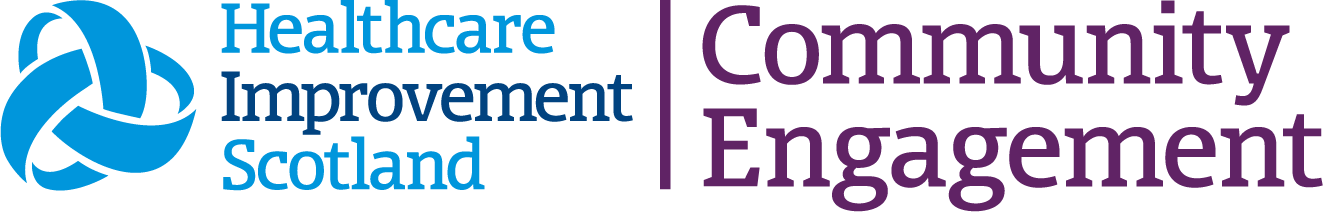 Healthcare
Improvement
Scotland
Community
Engagement